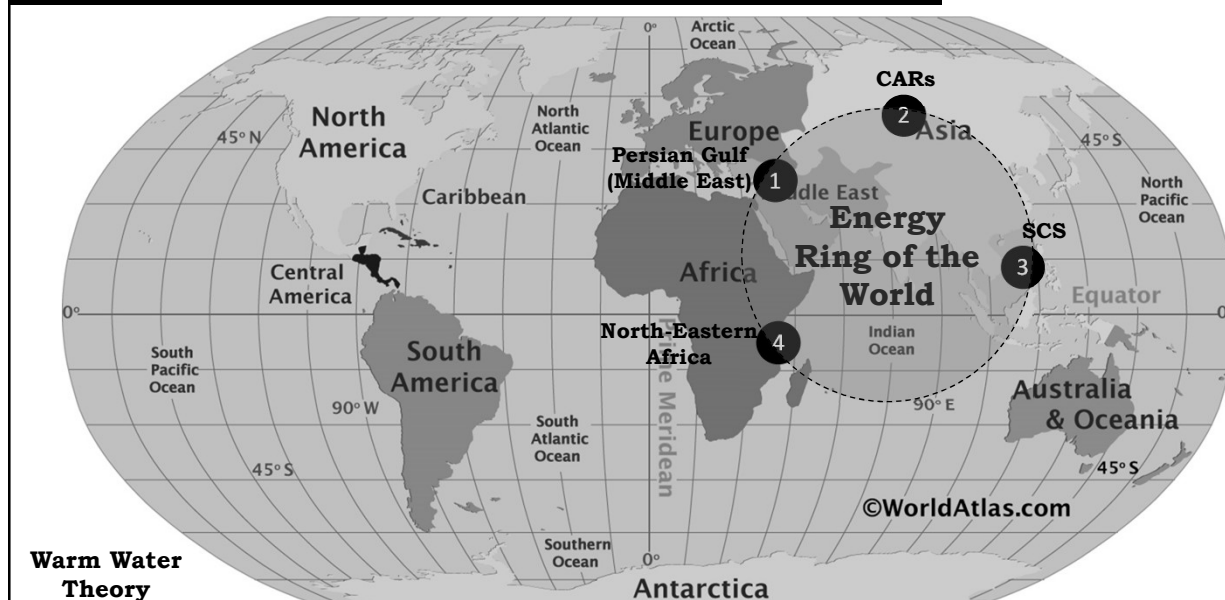 0°
Arctic
Ocean
CARs
2
North
America
North
Atlantic
Ocean
45° N
Europe
Asia
45° S
Persian Gulf
(Middle East)
1
ddle East
Caribbean
North
Pacific
Ocean
Energy
Ring of the
World
SCS
3
Central
America
Africa
Equator
0°
0
North-Eastern
Africa
4
Indian
Ocean
South
Pacific
Ocean
South
America
Prime Meridean
90° W
90° E
Australia
& Oceania
South
Atlantic
Ocean
45° S
45° S
©WorldAtlas.com
Southern
Ocean
0°
Warm Water
Theory
Antarctica